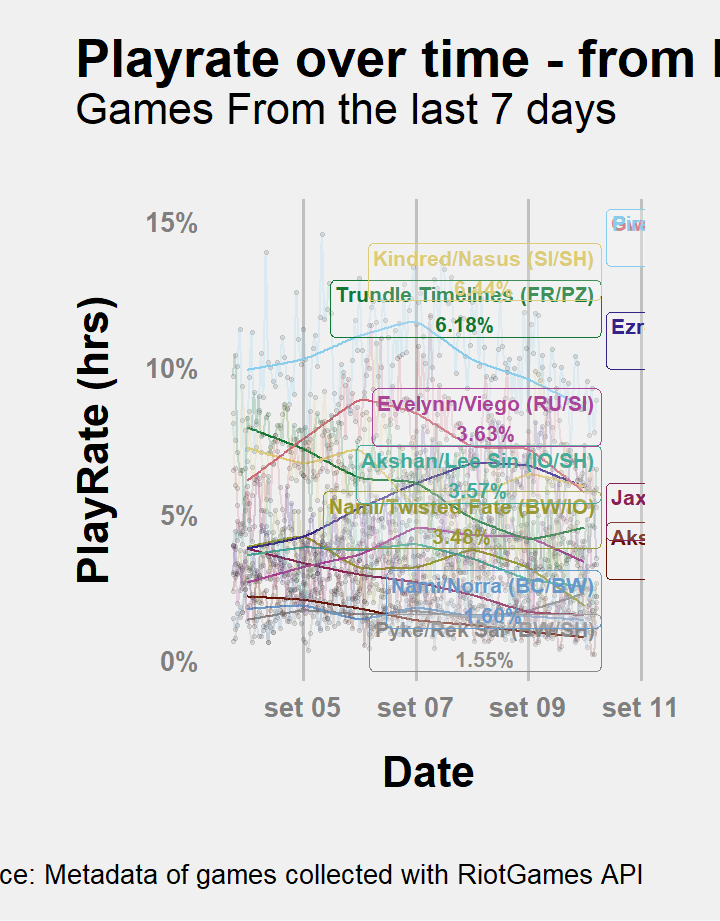 Playrate over time - from
Games From the last 7 days
15%
10%
5%
0%
PlayRate (hrs)
Kindred/Nasus (SI/SH)
6.44%
Trundle Timelines (FR/PZ)
6.18%
Ezr
Evelynn/Viego (RU/SI)
3.63%
Akshan/Lee Sin (IO/SH)
3.57%
Jax
Nami/Twisted Fate (BW/IO)
3.48%
Aks
Nami/Norra (BC/BW)
1.60%
Pyke/Rek'Sai (BW/SH)
1.55%
set 05 set 07 set 09 set 11
Date
ce: Metadata of games collected with RiotGames API